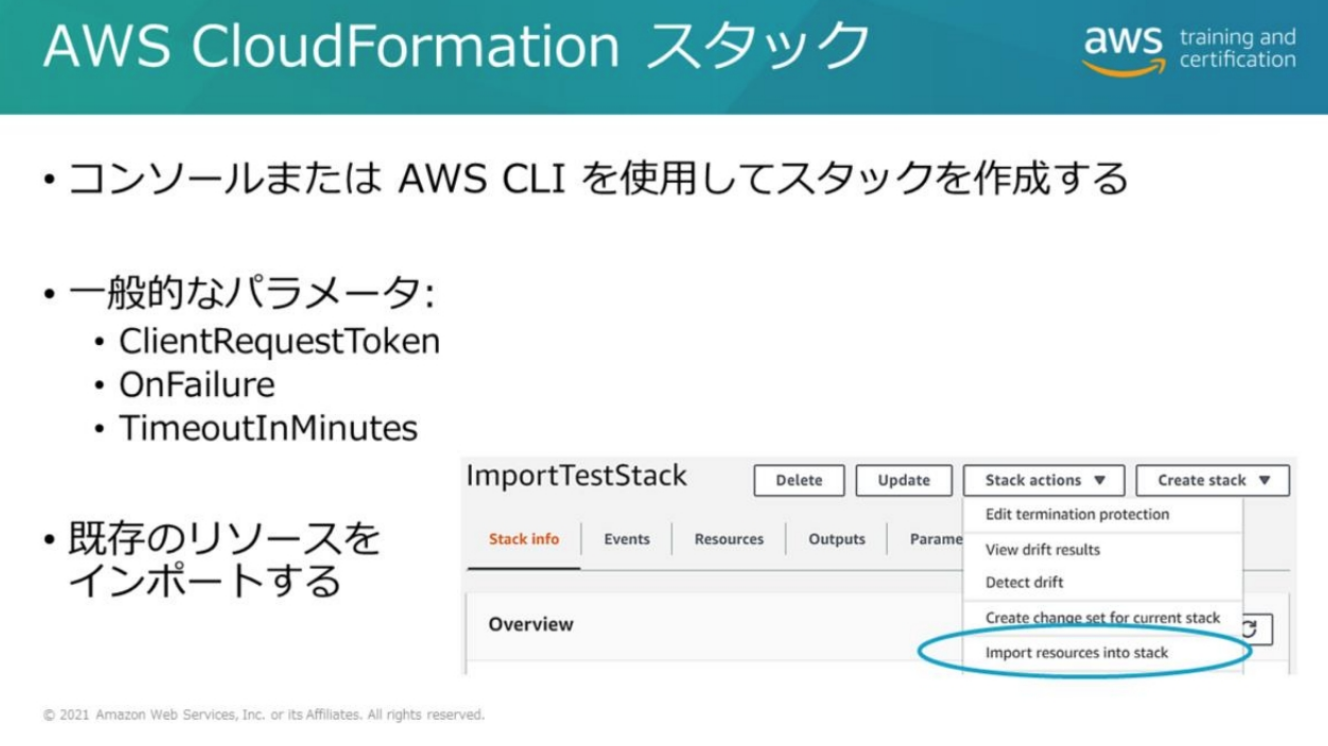 AWS CloudFormation スタック
aws training and
certification
• コンソールまたは AWS CLI を使用してスタックを作成する
• 一般的なパラメータ:
• ClientRequestToken
• OnFailure
• TimeoutInMinutes
• 既存のリソースを
インポートする
ImportTestStack
Delete
Update
Stack actions ▼
Create stack ▼
Edit termination protection
Stack info
Events
Resources
Outputs
Parame
View drift results
Detect drift
Overview
Create change set for current stack
Import resources into stack
© 2021 Amazon Web Services, Inc. or its Affiliates. All rights reserved.